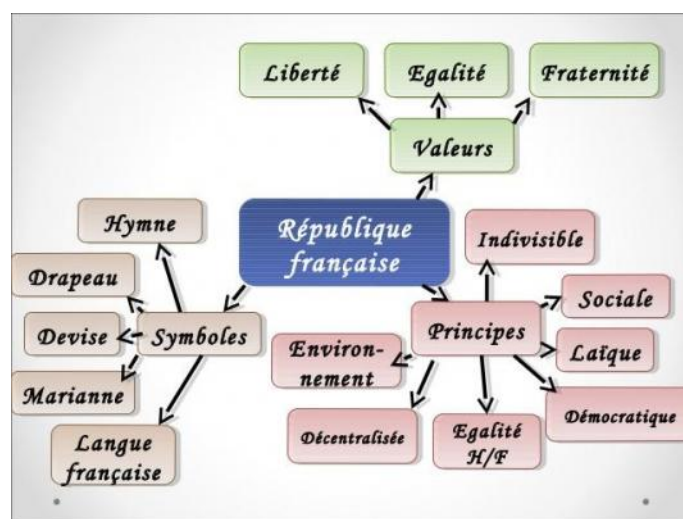 Liberté
Egalité
Fraternité
Valeurs
République
française
Hymne
Drapeau
Devise
Marianne
Langue
française
Symboles
Principes
Indivisible
Sociale
Laïque
Démocratique
Egalité
H/F
Décentralisée
Environ-
nement